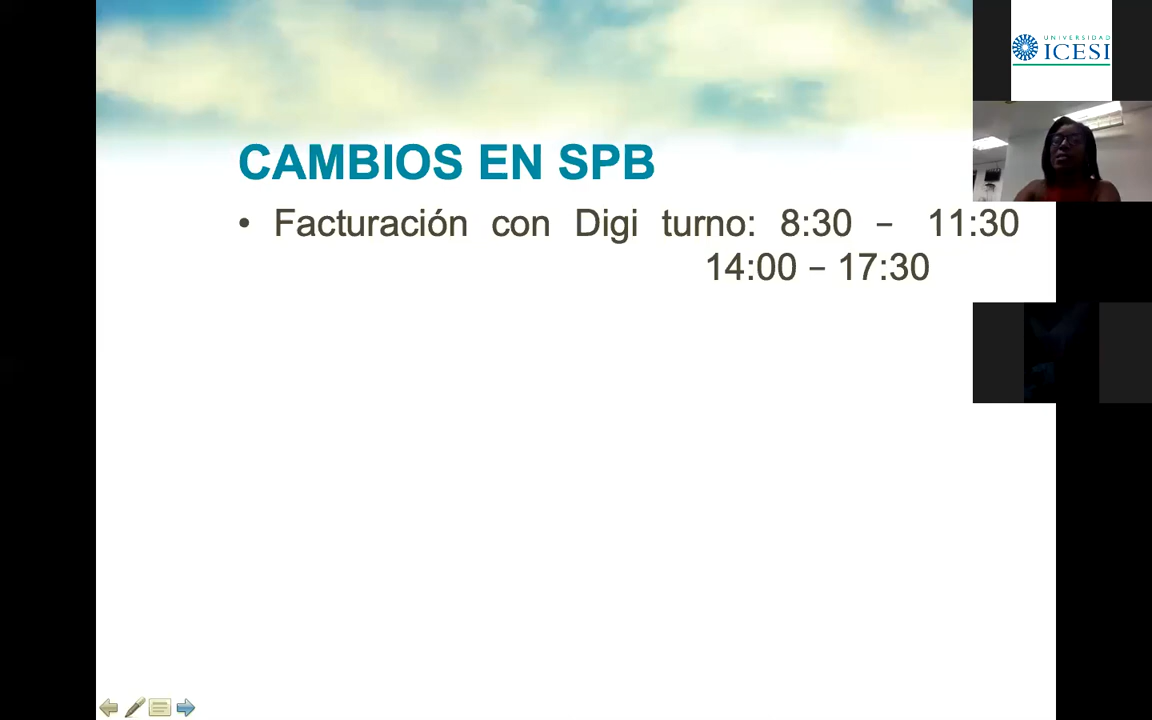 UNIVERSIDAD
ICESI
CAMBIOS EN SPB
• Facturación con Digi turno: 8:30 – 11:30
14:00 – 17:30